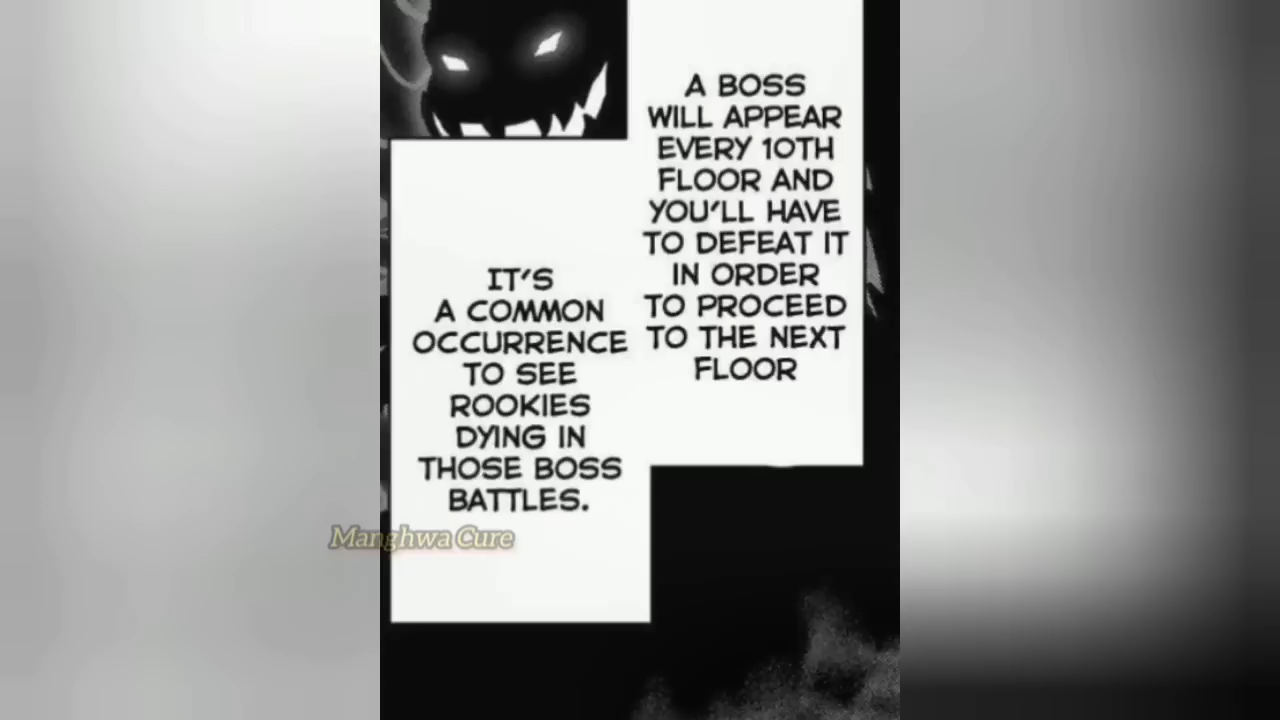 A BOSS
WILL APPEAR
EVERY 10TH
FLOOR AND
YOU'LL HAVE
TO DEFEAT IT
IN ORDER
TO PROCEED
TO THE NEXT
FLOOR
IT'S
A COMMON
OCCURRENCE
TO SEE
ROOKIES
DYING IN
THOSE BOSS
BATTLES.
Manghwa Cure